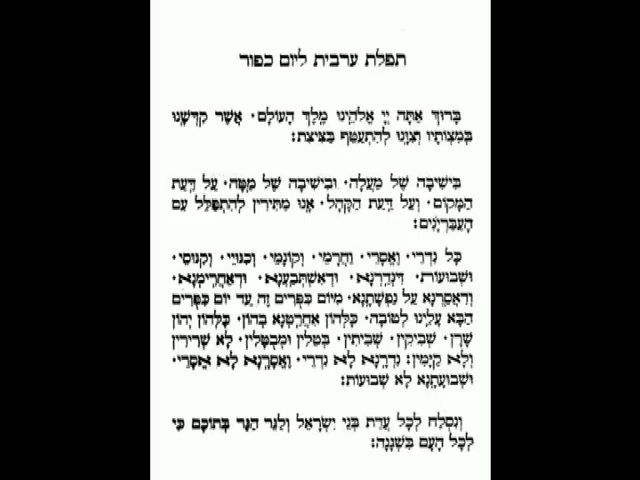 תפלת ערבית ליום כפור
בָּרוּךְ אַתָּה יְיָ אֱלֹהֵינוּ מֶלֶךְ הָעוֹלָם· אֲשֶׁר קִדְּשָׁנוּ
בְּמִצְוֹתָיו וְצִוָּנוּ לְהִתְעַטֵּף בַּצִּיצִת:
בִּישִׁיבָה שֶׁל מַעְלָה· וּבִישִׁיבָה שֶׁל מַטָּה· עַל דַּעַת
הַמָּקוֹם· וְעַל דַּעַת הַקָּהָל· אָנוּ מַתִּירִין לְהִתְפַּלֵּל עִם
הָעֲבַרְיָנִים:
כָּל נִדְרֵי· וֶאֱסָרֵי· וַחֲרָמֵי· וְקוֹנָמֵי· וְכִנּוּיֵי· וְקִנּוּסֵי·
וּשְׁבוּעוֹת· דִּנְדַרְנָא· וּדְאִשְׁתְּבַעְנָא· וּדְאַחֲרִימְנָא·
וְדִאֲסַרְנָא עַל נַפְשָׁתָנָא· מִיּוֹם כִּפֻּרִים זֶה עַד יוֹם כִּפֻּרִים
הַבָּא עָלֵינוּ לְטוֹבָה· כֻּלְּהוֹן אִחֲרַטְנָא בְהוֹן· כֻּלְּהוֹן יְהוֹן
שָׁרָן· שְׁבִיקִין· שְׁבִיתִין· בְּטֵלִין וּמְבֻטָּלִין· לָא שְׁרִירִין
וְלָא קַיָּמִין: נִדְרָנָא לָא נִדְרֵי· וֶאֱסָרָנָא לָא אֱסָרֵי·
וּשְׁבוּעָתָנָא לָא שְׁבוּעוֹת:
וְנִסְלַח לְכָל עֲדַת בְּנֵי יִשְׂרָאֵל וְלַגֵּר הַגָּר בְּתוֹכָם כִּי
לְכָל הָעָם בִּשְׁגָגָה: